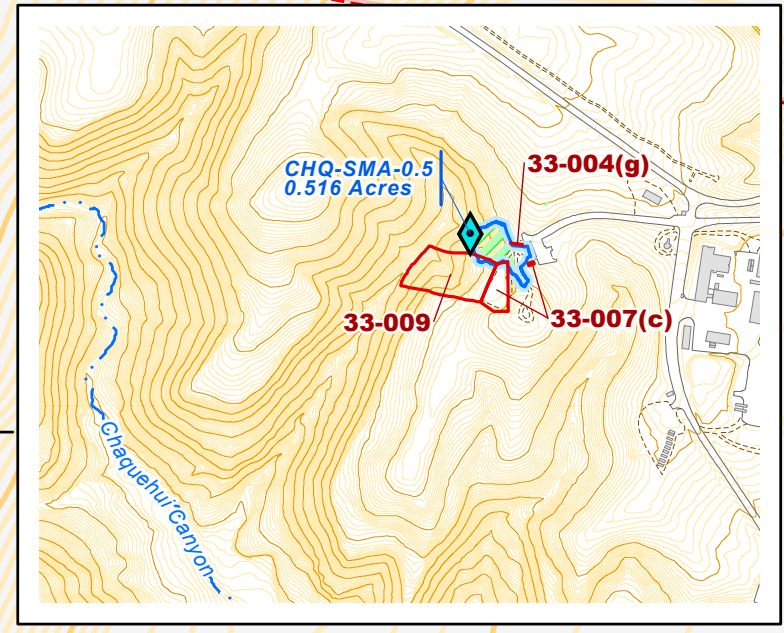 CHQ-SMA-0.5
0.516 Acres
33-004(g)
33-009
33-007(c)
Chaquehui Canyon